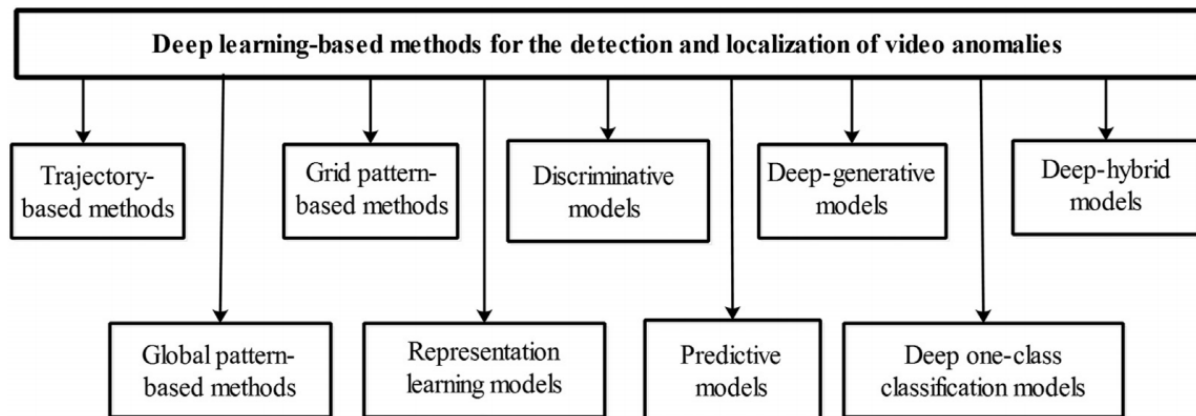 Deep learning-based methods for the detection and localization of video anomalies
Trajectory-
based methods
Grid pattern-
based methods
Discriminative
models
Deep-generative
models
Deep-hybrid
models
Global pattern-
based methods
Representation
learning models
Predictive
models
Deep one-class
classification models